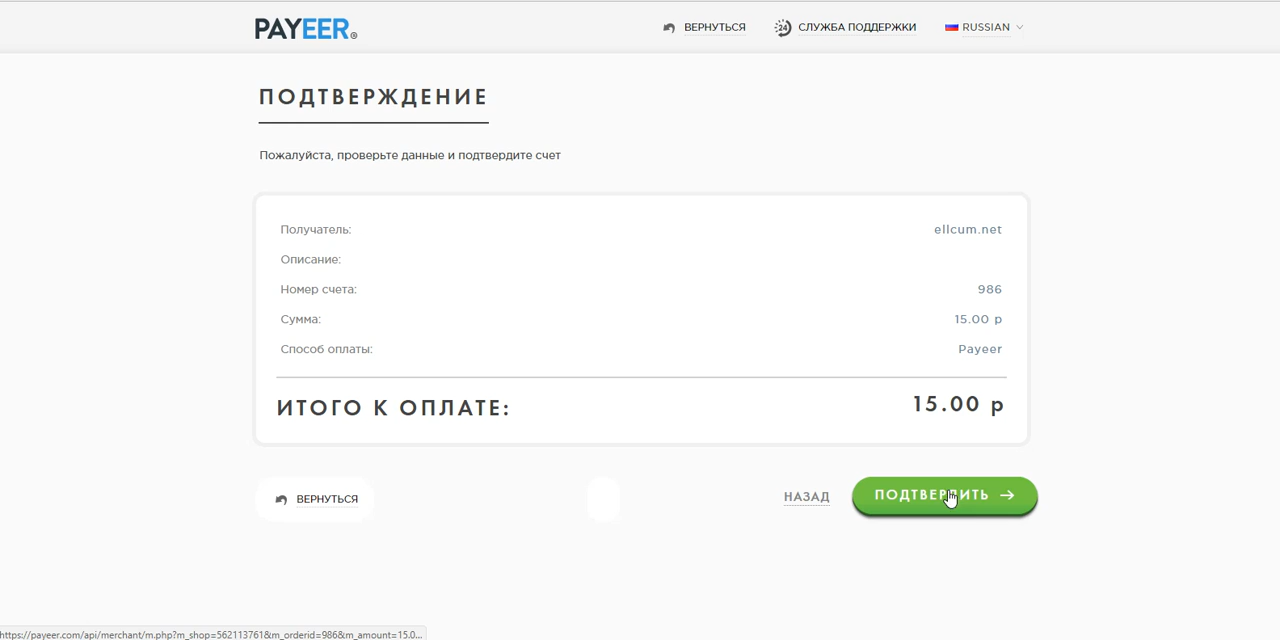 PAYEER®
ВЕРНУТЬСЯ
24
СЛУЖБА ПОДДЕРЖКИ
RUSSIAN
ПОДТВЕРЖДЕНИЕ
Пожалуйста, проверьте данные и подтвердите счет
Получатель: ellcum.net
Описание:
Номер счета: 986
Сумма: 15.00 р
Способ оплаты: Payeer
ИТОГО К ОПЛАТЕ: 15.00 р
ВЕРНУТЬСЯ
НАЗАД
ПОДТВЕРДИТЬ
https://payeer.com/api/merchant/m.php?m_shop=562113761&m_orderid=986&m_amount=15.0...